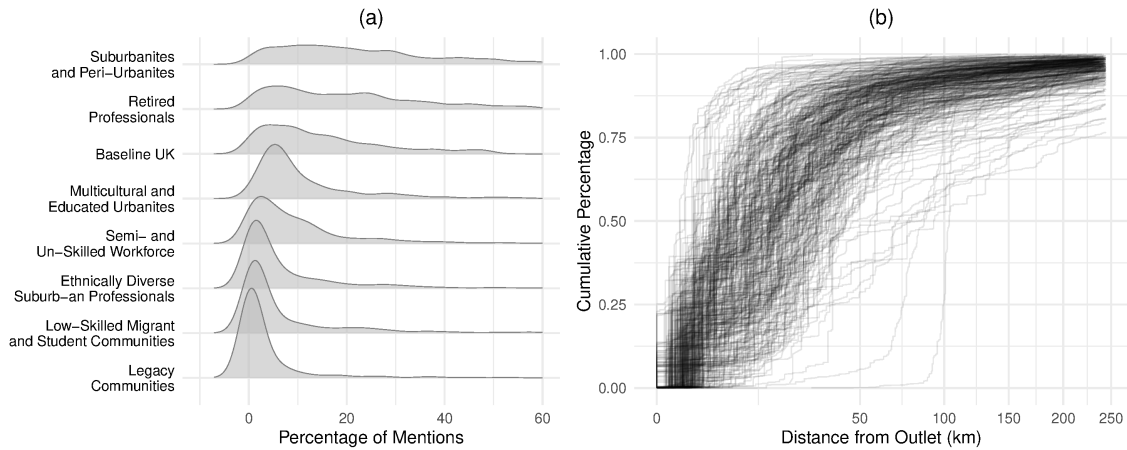 (a)
Suburbanites
and Peri−Urbanites
Retired
Professionals
Baseline UK
Multicultural and
Educated Urbanites
Semi− and
Un−Skilled Workforce
Ethnically Diverse
Suburb−an Professionals
Low−Skilled Migrant
and Student Communities
Legacy
Communities
0 20 40 60
Percentage of Mentions
(b)
Cumulative Percentage
1.00
0.75
0.50
0.25
0.00
0 50 100 150 200 250
Distance from Outlet (km)